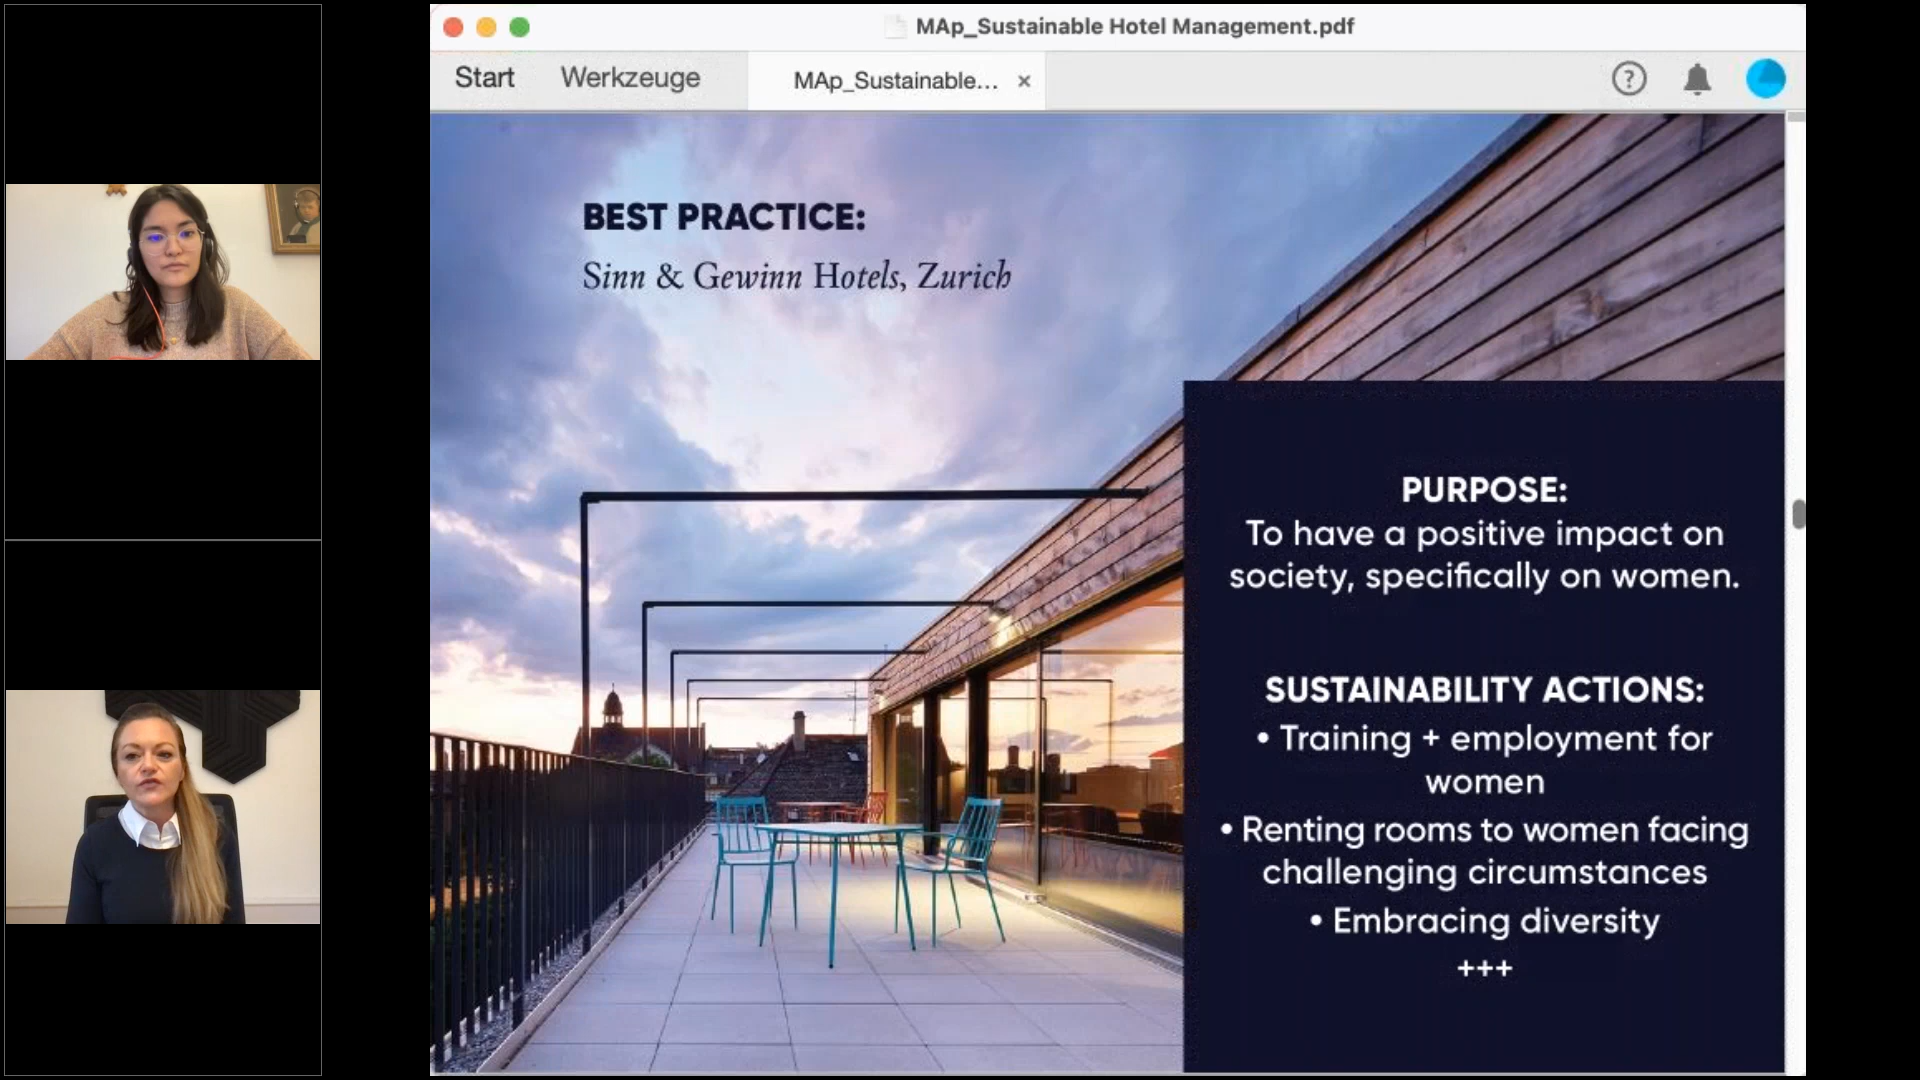 MAp_Sustainable Hotel Management.pdf
Start
Werkzeuge
MAp_Sustainable... ×
?
BEST PRACTICE:
Sinn & Gewinn Hotels, Zurich
PURPOSE:
To have a positive impact on
society, specifically on women.
SUSTAINABILITY ACTIONS:
• Training + employment for
women
• Renting rooms to women facing
challenging circumstances
• Embracing diversity
+++